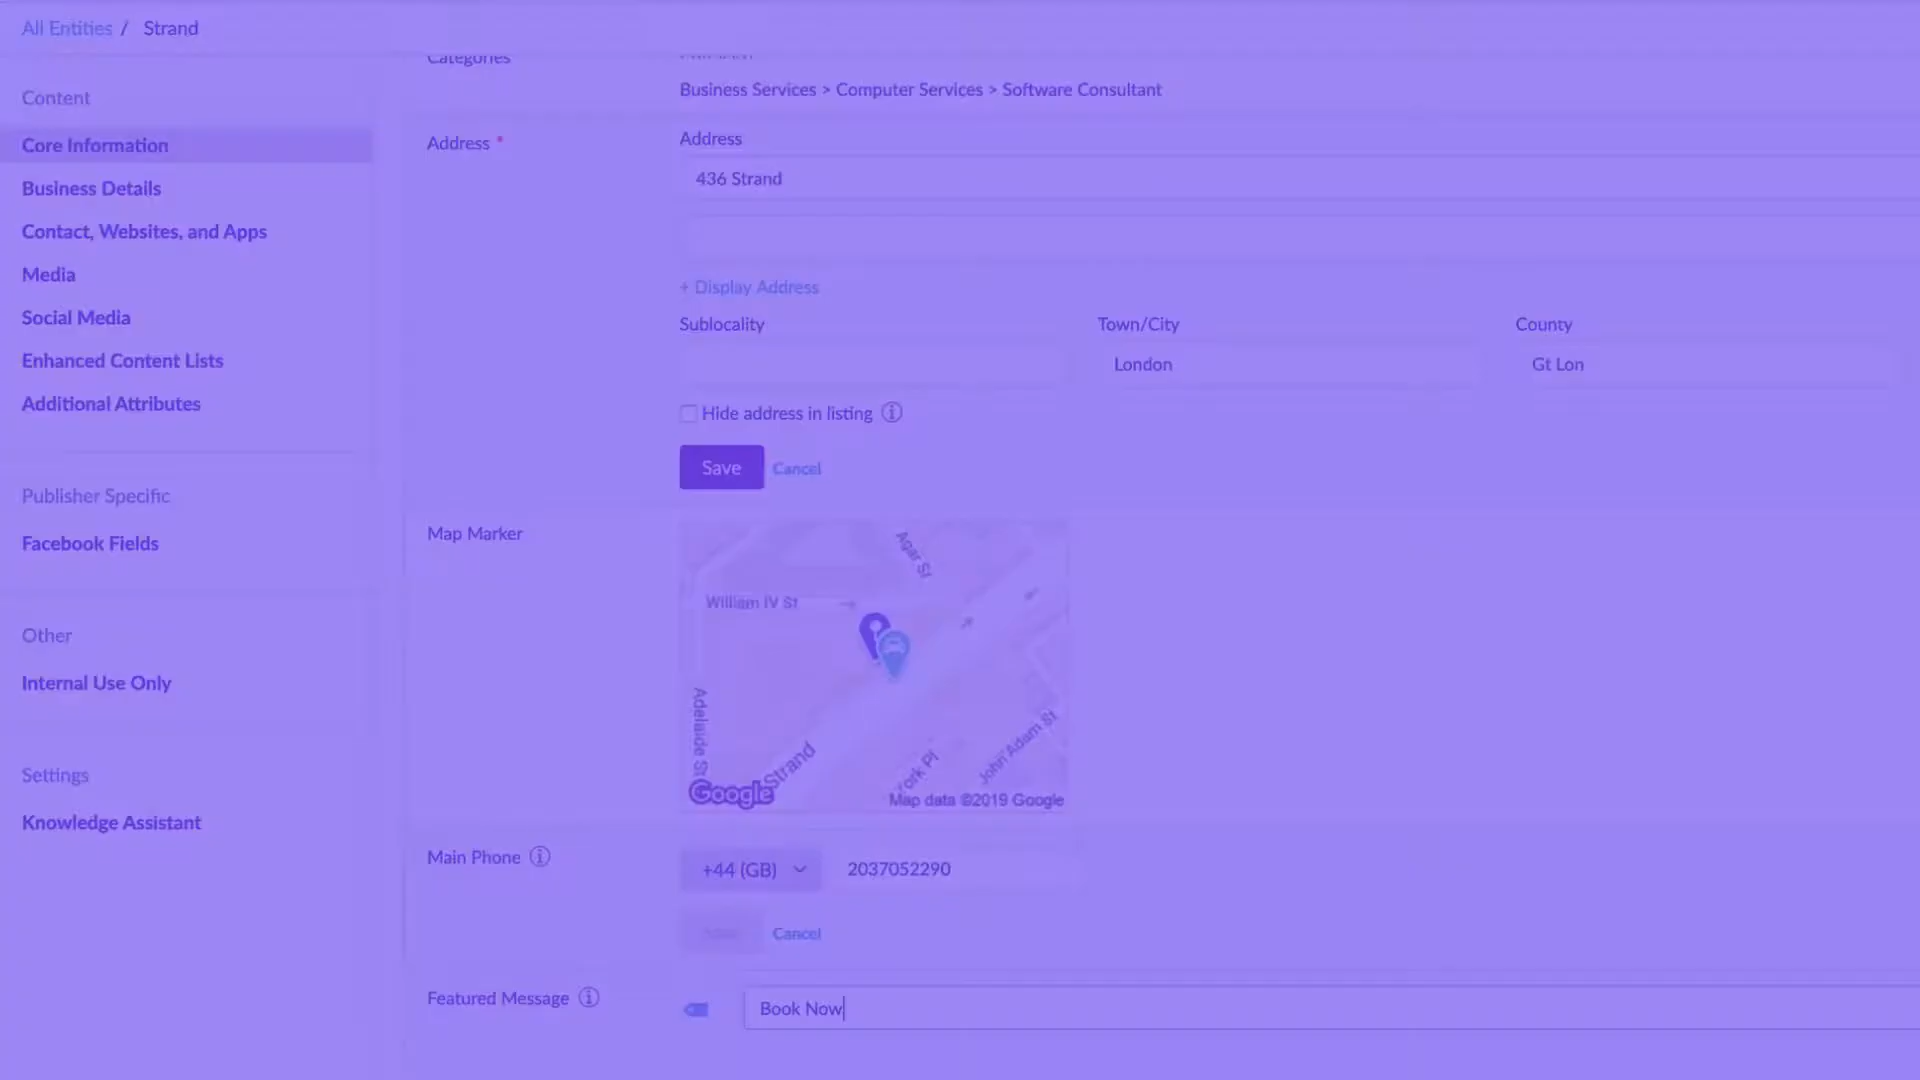 All Entities / Strand
Content
Core Information
Business Details
Contact, Websites, and Apps
Media
Social Media
Enhanced Content Lists
Additional Attributes
Publisher Specific
Facebook Fields
Other
Internal Use Only
Settings
Knowledge Assistant
Categories
Business Services > Computer Services > Software Consultant
Address *
Address
436 Strand
+ Display Address
Sublocality
Town/City
County
London
Gt Lon
Hide address in listing
Save
Cancel
Map Marker
Agar St
William IV St
Adelaide St
Strand
John Adam St
Google
Map data ©2019 Google
Main Phone
+44 (GB)
2037052290
Cancel
Featured Message
Book Now